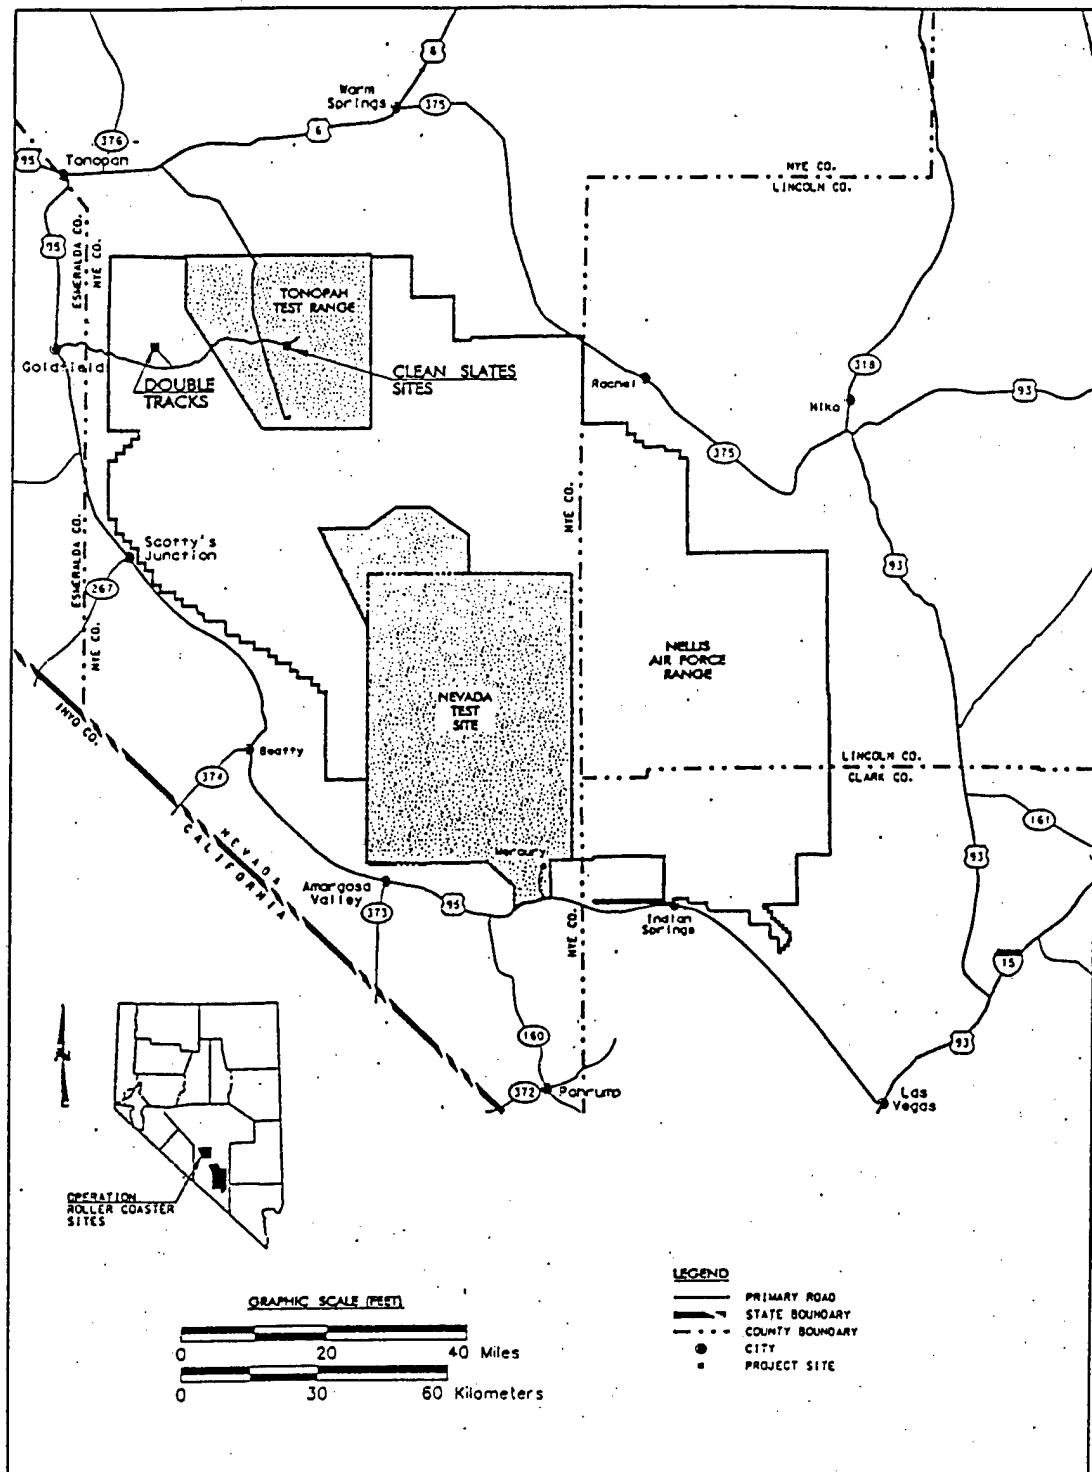 6
Warm
Springs
375
6
376
Tonopah
95
NYE CO.
LINCOLN CO.
95
ESMERALDA CO.
NYE CO.
TONOPAH
TEST RANGE
Goldfield
DOUBLE
TRACKS
CLEAN SLATES
SITES
Rachel
318
Hiko
93
375
NYE CO.
ESMERALDA CO.
NYE CO.
Scotty's
Junction
267
93
NELLIS
AIR FORCE
RANGE
NEVADA
TEST
SITE
INYO CO.
Beatty
374
LINCOLN CO.
CLARK CO.
161
93
NEVADA
CALIFORNIA
Mercury
Amargosa
Valley
373
95
NYE CO.
Indian
Springs
15
160
93
372
Pahrump
Las
Vegas
N
OPERATION
ROLLER COASTER
SITES
GRAPHIC SCALE (FEET)
0 20 40 Miles
0 30 60 Kilometers
LEGEND
PRIMARY ROAD
STATE BOUNDARY
COUNTY BOUNDARY
CITY
PROJECT SITE